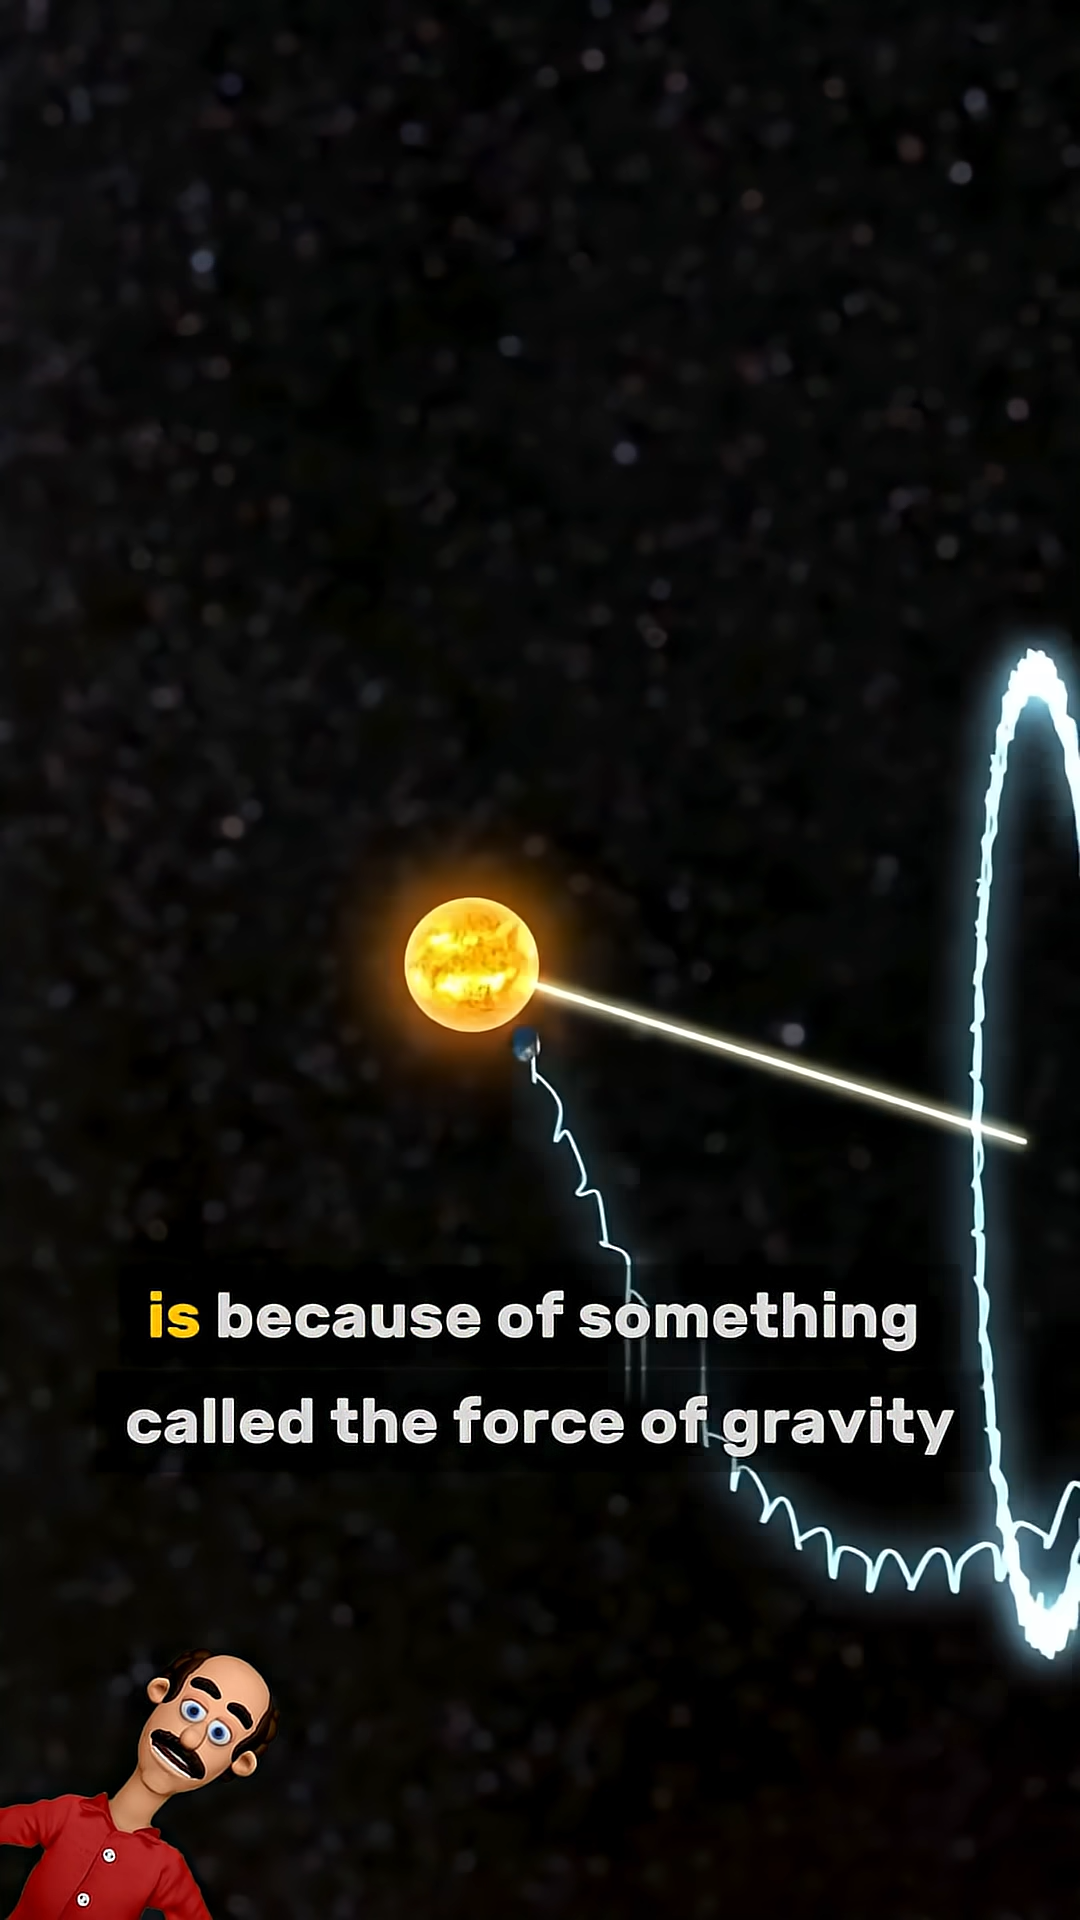 is because of something
called the force of gravity